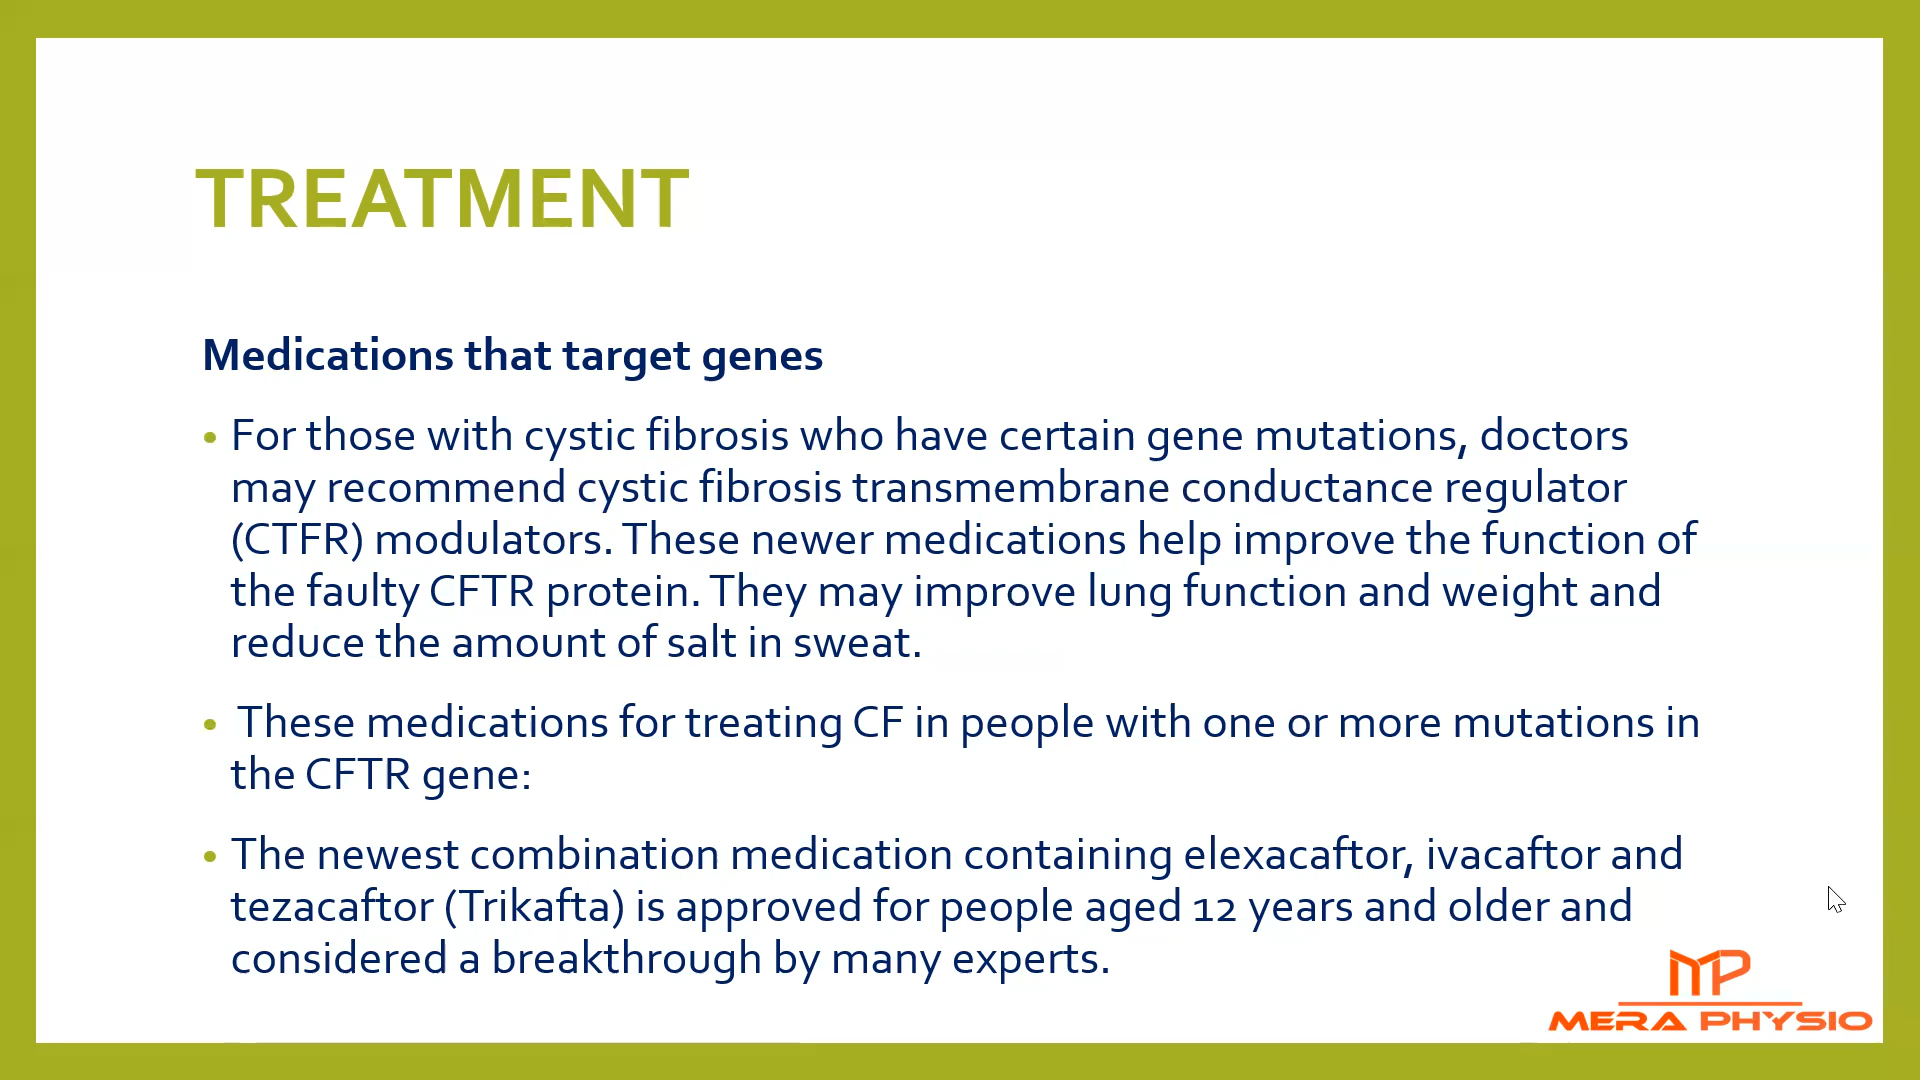 TREATMENT
Medications that target genes
• For those with cystic fibrosis who have certain gene mutations, doctors
may recommend cystic fibrosis transmembrane conductance regulator
(CTFR) modulators. These newer medications help improve the function of
the faulty CFTR protein. They may improve lung function and weight and
reduce the amount of salt in sweat.
• These medications for treating CF in people with one or more mutations in
the CFTR gene:
• The newest combination medication containing elexacaftor, ivacaftor and
tezacaftor (Trikafta) is approved for people aged 12 years and older and
considered a breakthrough by many experts.
MP
MERA PHYSIO